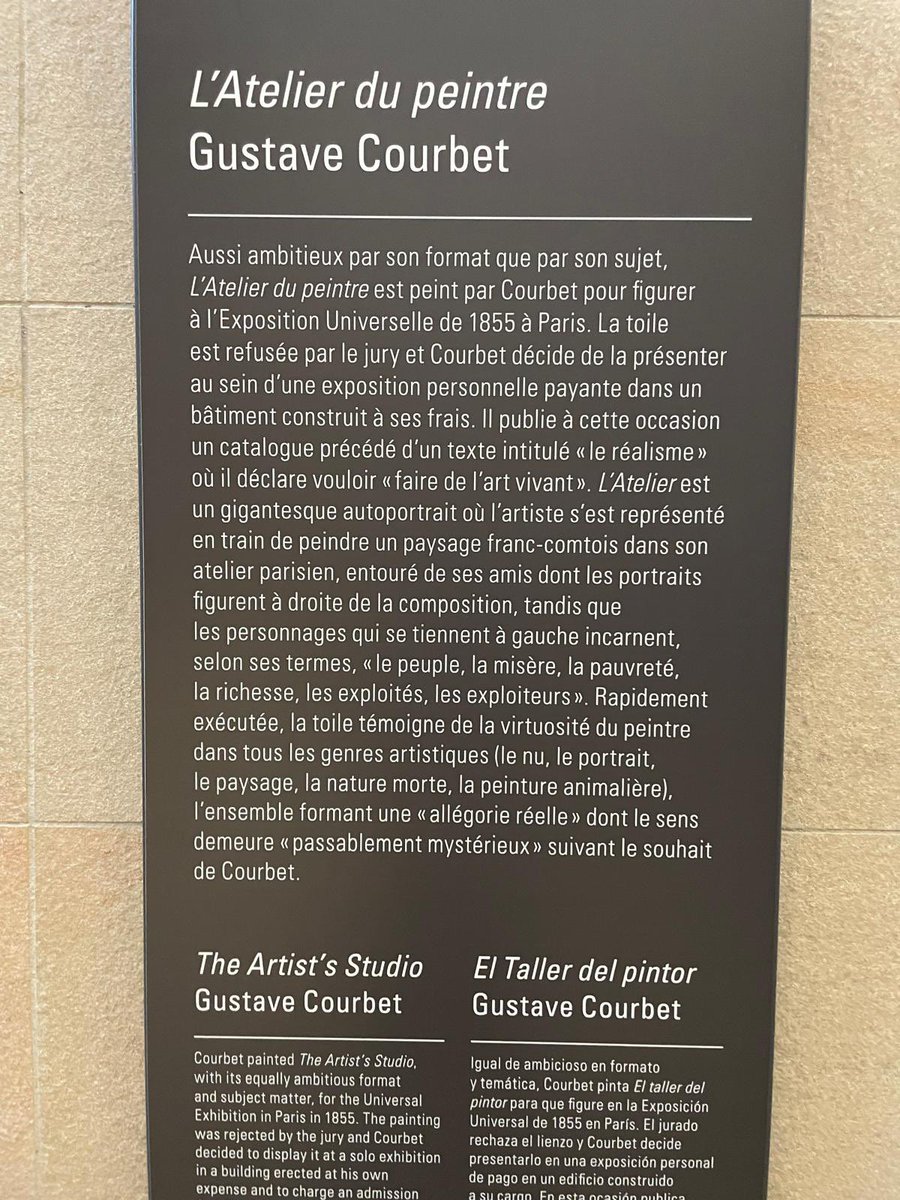 L'Atelier du peintre
Gustave Courbet
Aussi ambitieux par son format que par son sujet,
L'Atelier du peintre est peint par Courbet pour figurer
à l'Exposition Universelle de 1855 à Paris. La toile
est refusée par le jury et Courbet décide de la présenter
au sein d'une exposition personnelle payante dans un
bâtiment construit à ses frais. Il publie à cette occasion
un catalogue précédé d'un texte intitulé « le réalisme »
où il déclare vouloir « faire de l'art vivant ». L'Atelier est
un gigantesque autoportrait où l'artiste s'est représenté
en train de peindre un paysage franc-comtois dans son
atelier parisien, entouré de ses amis dont les portraits
figurent à droite de la composition, tandis que
les personnages qui se tiennent à gauche incarnent,
selon ses termes, « le peuple, la misère, la pauvreté,
la richesse, les exploités, les exploiteurs ». Rapidement
exécutée, la toile témoigne de la virtuosité du peintre
dans tous les genres artistiques (le nu, le portrait,
le paysage, la nature morte, la peinture animalière),
l'ensemble formant une « allégorie réelle » dont le sens
demeure « passablement mystérieux » suivant le souhait
de Courbet.
The Artist's Studio
Gustave Courbet
Courbet painted The Artist's Studio,
with its equally ambitious format
and subject matter, for the Universal
Exhibition in Paris in 1855. The painting
was rejected by the jury and Courbet
decided to display it at a solo exhibition
in a building erected at his own
expense and to charge an admission
El Taller del pintor
Gustave Courbet
Igual de ambicioso en formato
y temática, Courbet pinta El taller del
pintor para que figure en la Exposición
Universal de 1855 en París. El jurado
rechaza el lienzo y Courbet decide
presentarlo en una exposición personal
de pago en un edificio construido
a su cargo. En esta ocasión publica